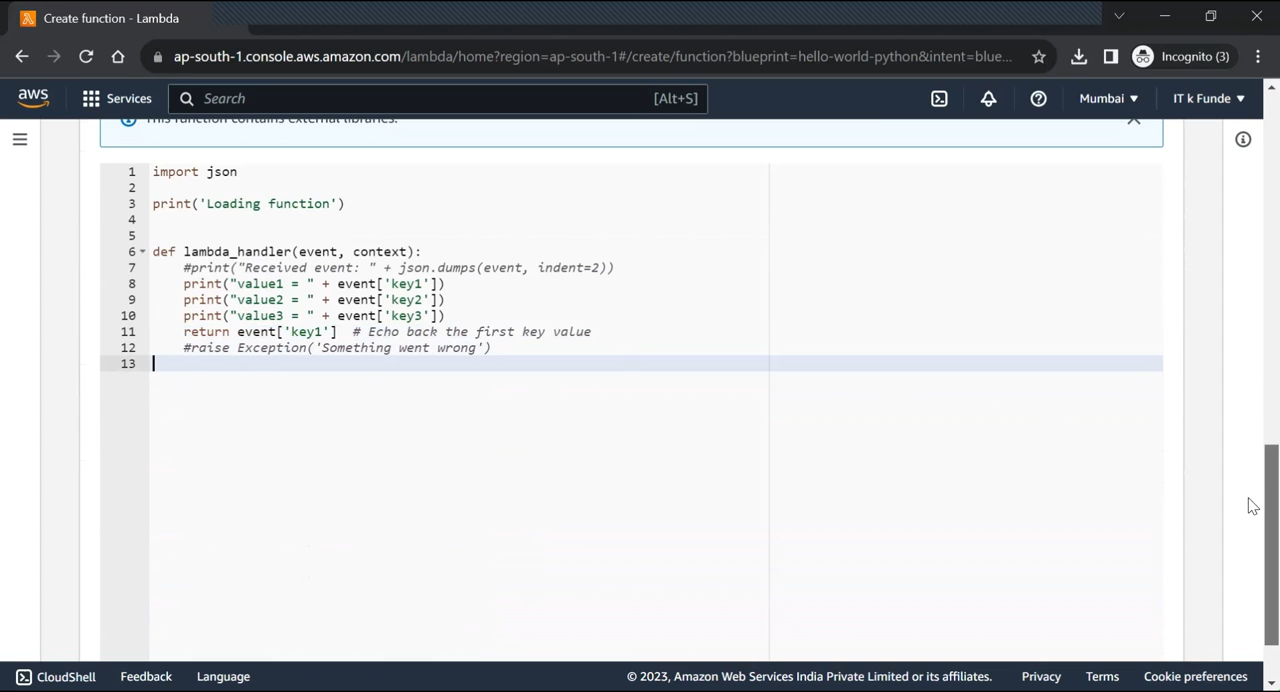 Create function - Lambda
ap-south-1.console.aws.amazon.com/lambda/home?region=ap-south-1#/create/function?blueprint=hello-world-python&intent=blue...
Incognito (3)
aws
Services
Search
[Alt+S]
Mumbai
IT k Funde
This function contains external libraries.
1 import json
2
3 print('Loading function')
4
5
6 def lambda_handler(event, context):
7 #print("Received event: " + json.dumps(event, indent=2))
8 print("value1 = " + event['key1'])
9 print("value2 = " + event['key2'])
10 print("value3 = " + event['key3'])
11 return event['key1'] # Echo back the first key value
12 #raise Exception('Something went wrong')
13
CloudShell
Feedback
Language
© 2023, Amazon Web Services India Private Limited or its affiliates.
Privacy
Terms
Cookie preferences